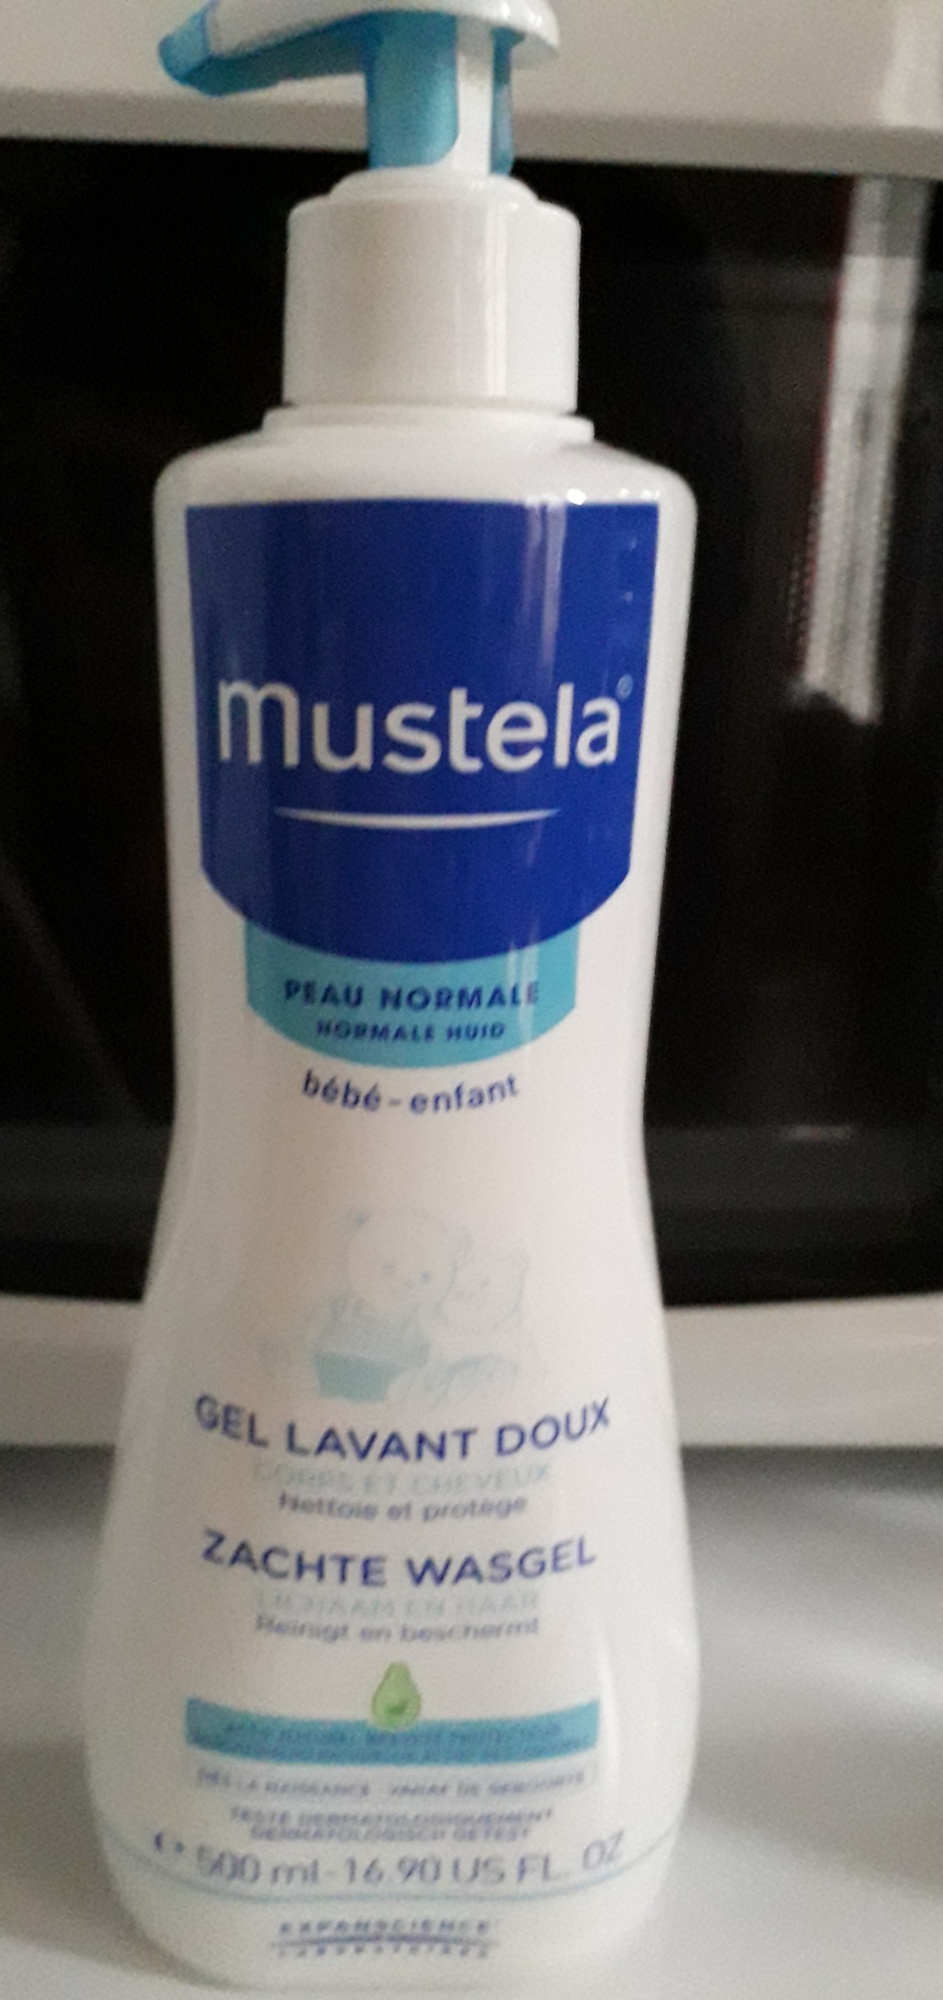 mustela®
PEAU NORMALE
NORMALE HUID
bébé-enfant
GEL LAVANT DOUX
CORPS ET CHEVEUX
Nettoie et protège
ZACHTE WASGEL
LICHAAM EN HAAR
Reinigt en beschermt
DÈS LA NAISSANCE - VANAF DE GEBOORTE
TESTÉ DERMATOLOGIQUEMENT
DERMATOLOGISCH GETEST
500 ml - 16.90 US FL. OZ
EXPANSCIENCE
LABORATOIRES